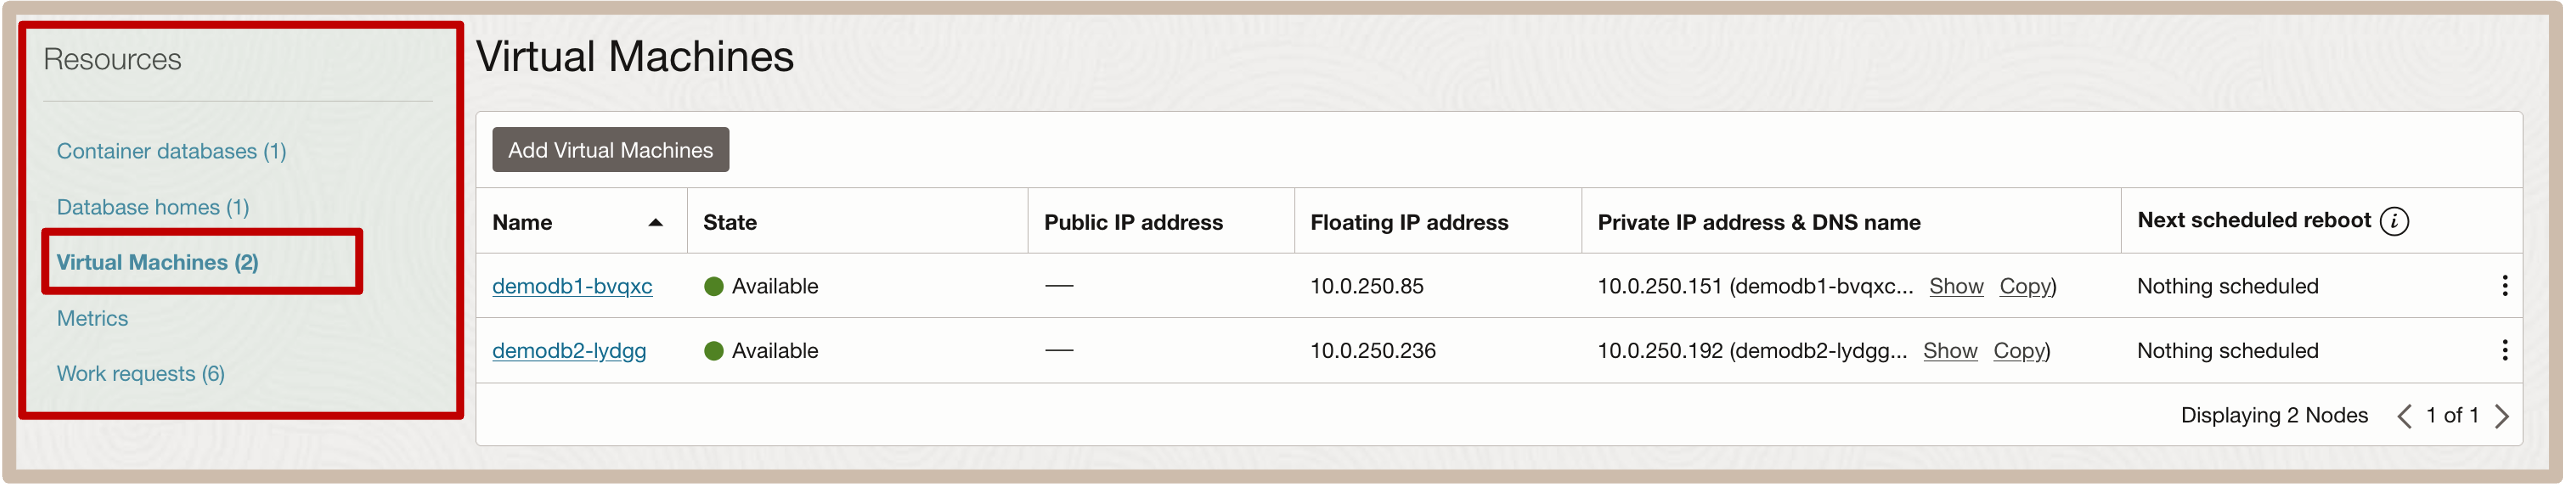 Resources
Container databases (1)
Database homes (1)
Virtual Machines (2)
Metrics
Work requests (6)
Virtual Machines
Add Virtual Machines
Name State Public IP address Floating IP address Private IP address & DNS name Next scheduled reboot i
demodb1-bvqxc Available — 10.0.250.85 10.0.250.151 (demodb1-bvqxc... Show Copy) Nothing scheduled
demodb2-lydgg Available — 10.0.250.236 10.0.250.192 (demodb2-lydgg... Show Copy) Nothing scheduled
Displaying 2 Nodes 1 of 1